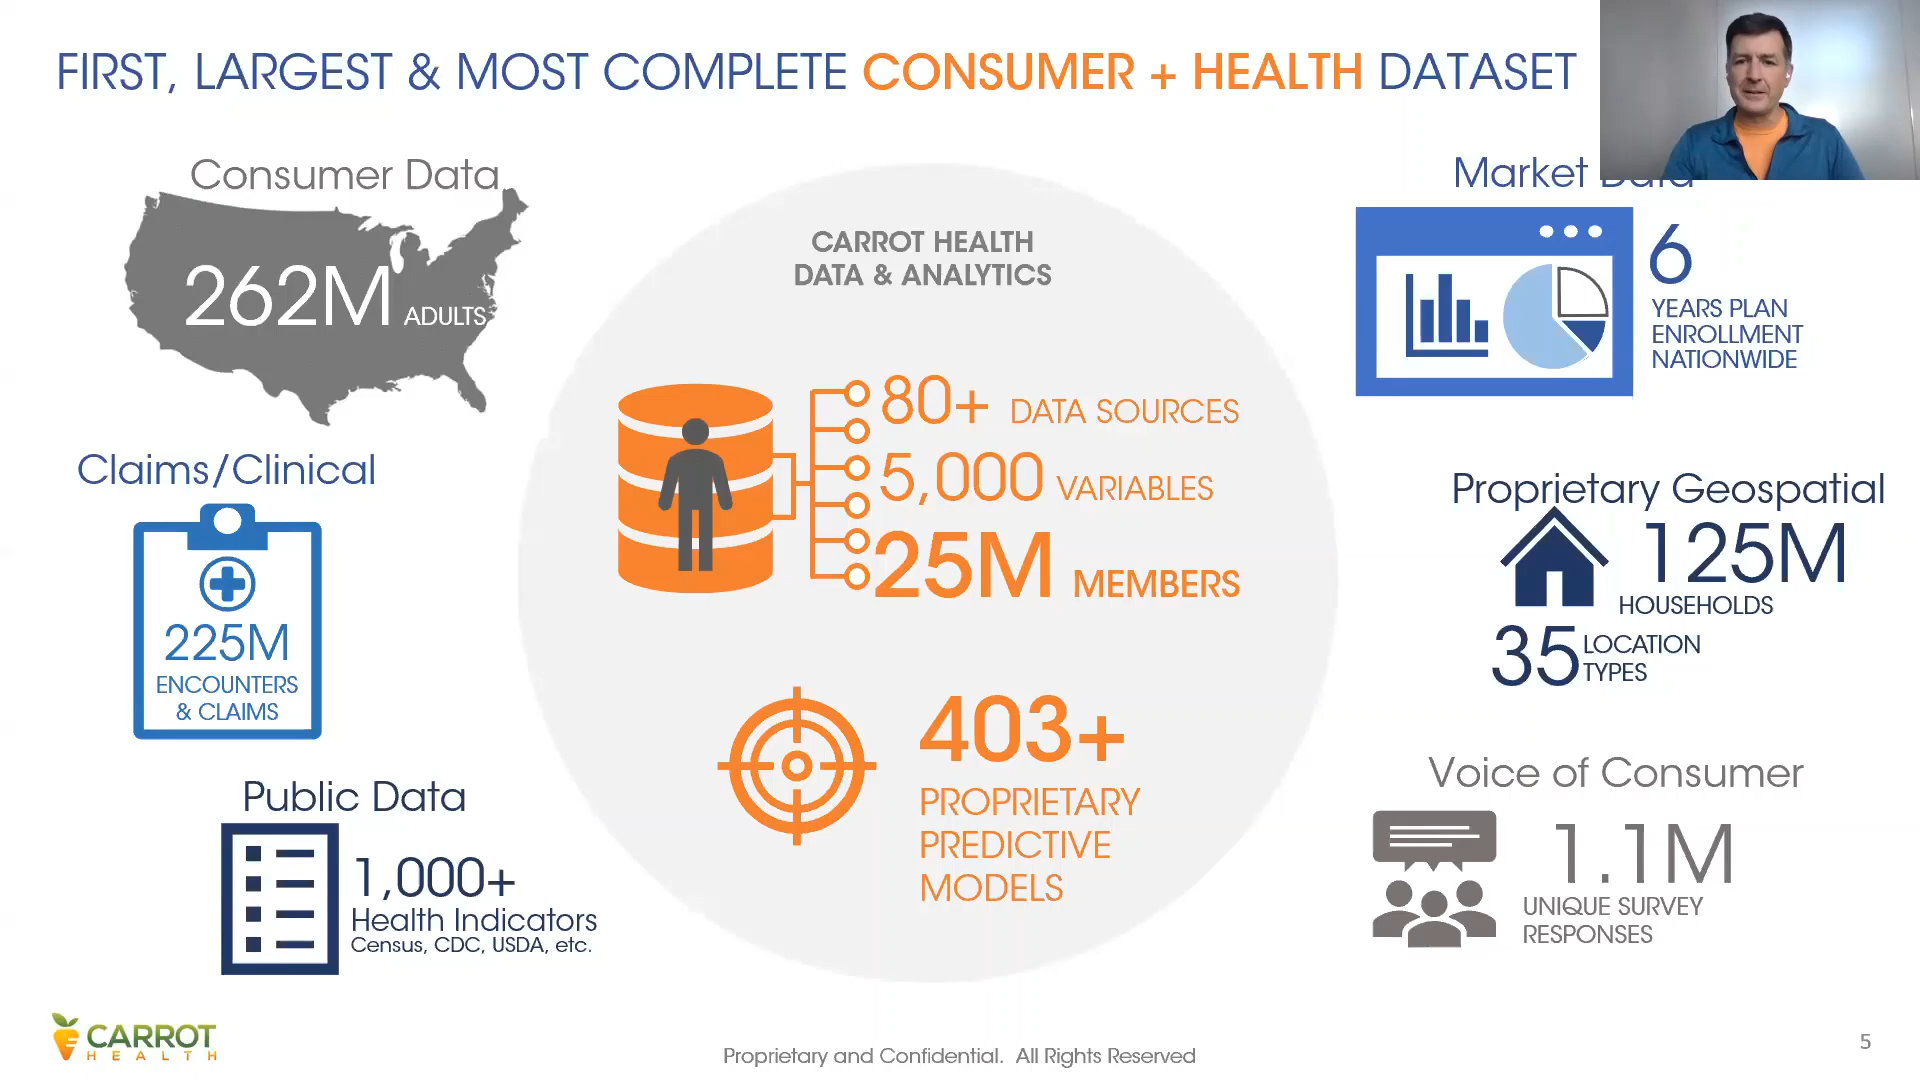 FIRST, LARGEST & MOST COMPLETE CONSUMER + HEALTH DATASET
Consumer Data
262M ADULTS
Claims/Clinical
225M
ENCOUNTERS
& CLAIMS
Public Data
1,000+
Health Indicators
Census, CDC, USDA, etc.
CARROT HEALTH
DATA & ANALYTICS
80+ DATA SOURCES
5,000 VARIABLES
25M MEMBERS
403+
PROPRIETARY
PREDICTIVE
MODELS
Market Data
6
YEARS PLAN
ENROLLMENT
NATIONWIDE
Proprietary Geospatial
125M
HOUSEHOLDS
35 LOCATION
TYPES
Voice of Consumer
1.1M
UNIQUE SURVEY
RESPONSES
CARROT
HEALTH
Proprietary and Confidential. All Rights Reserved
5